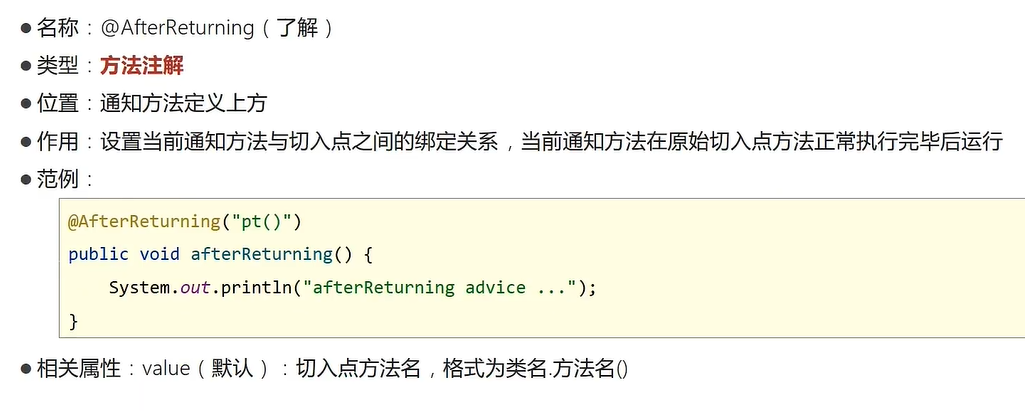 ● 名称：@AfterReturning（了解）
● 类型：方法注解
● 位置：通知方法定义上方
● 作用：设置当前通知方法与切入点之间的绑定关系，当前通知方法在原始切入点方法正常执行完毕后运行
● 范例：
@AfterReturning("pt()")
public void afterReturning() {
    System.out.println("afterReturning advice ...");
}
● 相关属性：value（默认）：切入点方法名，格式为类名.方法名()